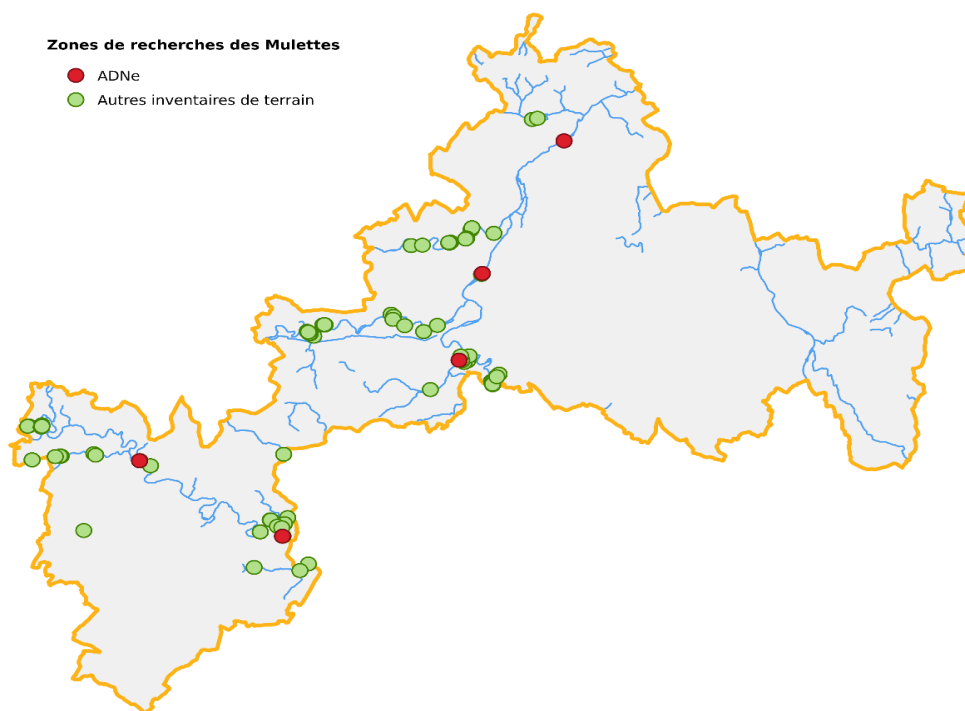 Zones de recherches des Mulettes
ADNe
Autres inventaires de terrain